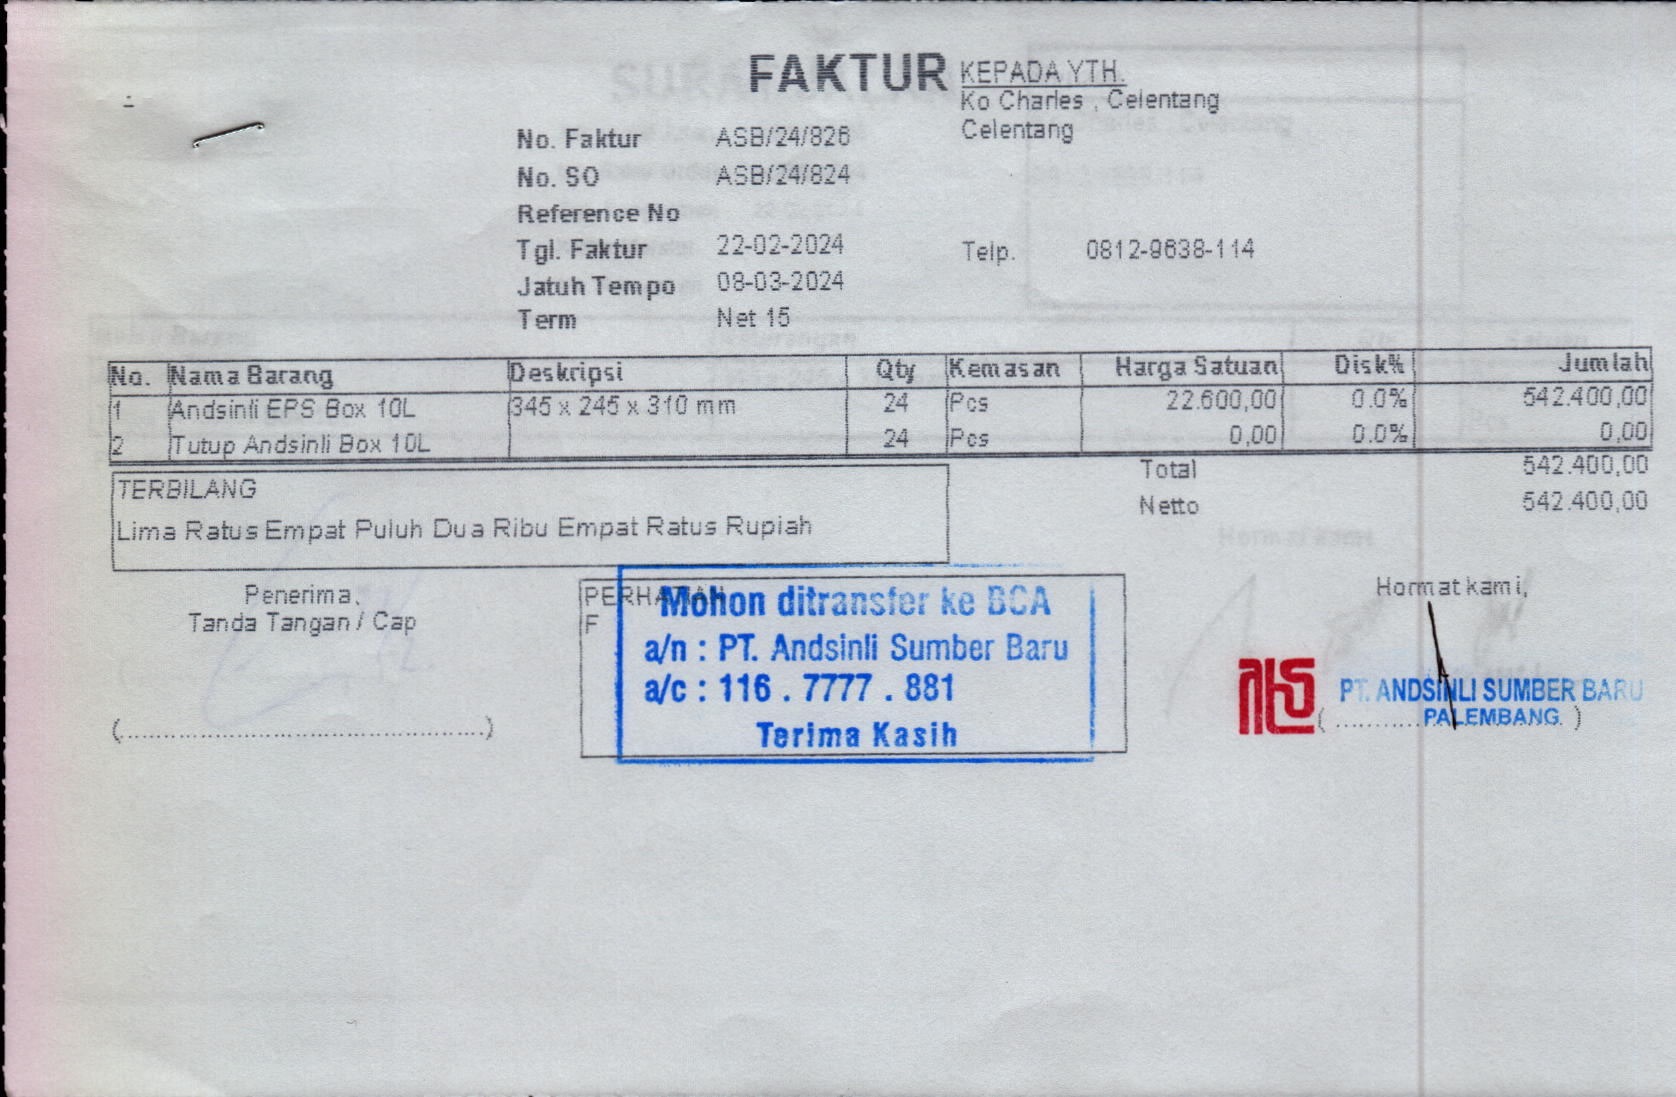 FAKTUR
KEPADA YTH.
Ko Charles , Celentang
Celentang
No. Faktur ASB/24/826
No. SO ASB/24/824
Reference No
Tgl. Faktur 22-02-2024 Telp. 0812-9638-114
Jatuh Tempo 08-03-2024
Term Net 15
No. Nama Barang Deskripsi Qty Kemasan Harga Satuan Disk% Jumlah
1 Andsinli EPS Box 10L 345 x 245 x 310 mm 24 Pcs 22.600,00 0.0% 542.400,00
2 Tutup Andsinli Box 10L 24 Pcs 0,00 0.0% 0,00
Total 542.400,00
Netto 542.400,00
TERBILANG
Lima Ratus Empat Puluh Dua Ribu Empat Ratus Rupiah
Penerima,
Tanda Tangan / Cap
(................................................)
PERHATIAN
F
Mohon ditransfer ke BCA
a/n : PT. Andsinli Sumber Baru
a/c : 116 . 7777 . 881
Terima Kasih
Hormat kami,
PT. ANDSINLI SUMBER BARU
PALEMBANG